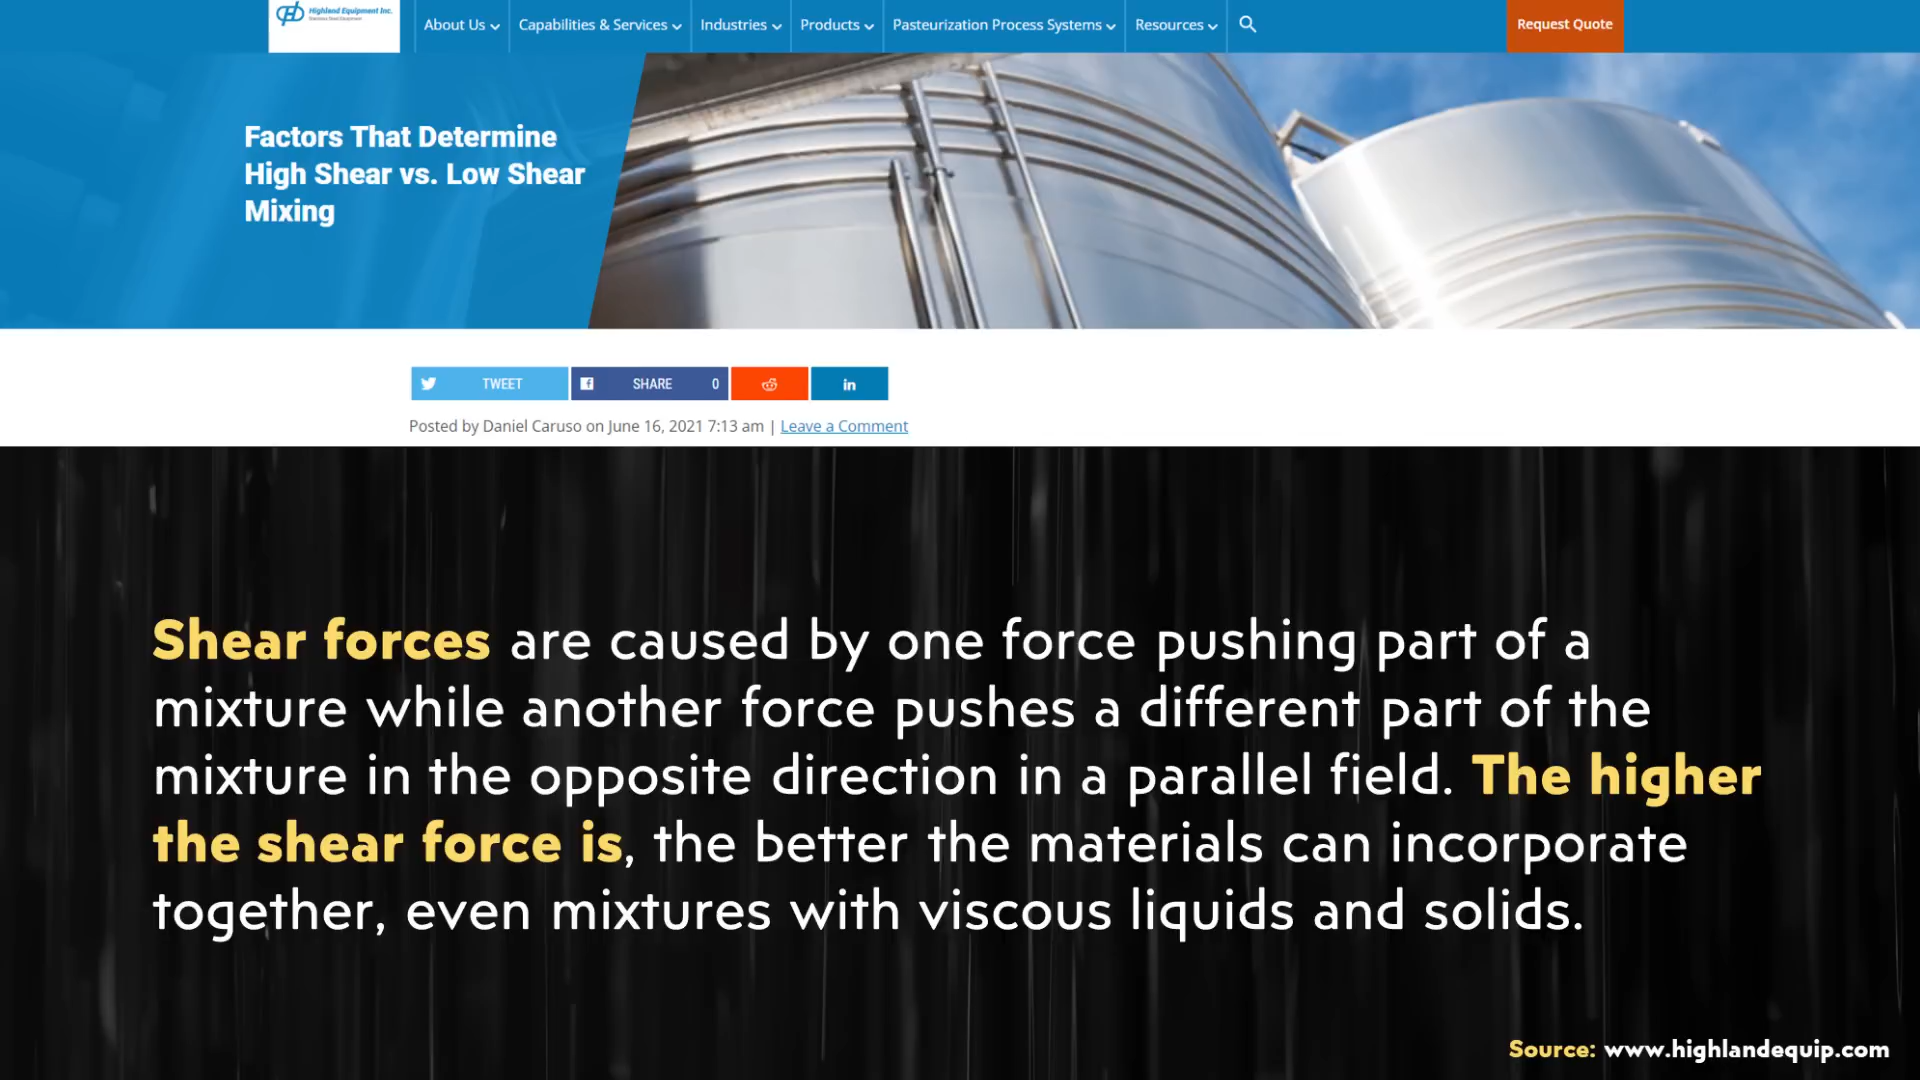 Highland Equipment Inc.
Stainless Steel Equipment
About Us
Capabilities & Services
Industries
Products
Pasteurization Process Systems
Resources
Request Quote
Factors That Determine
High Shear vs. Low Shear
Mixing
TWEET
SHARE 0
in
Posted by Daniel Caruso on June 16, 2021 7:13 am | Leave a Comment
Shear forces are caused by one force pushing part of a
mixture while another force pushes a different part of the
mixture in the opposite direction in a parallel field. The higher
the shear force is, the better the materials can incorporate
together, even mixtures with viscous liquids and solids.
Source: www.highlandequip.com